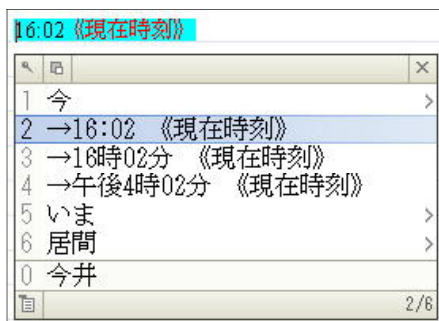 16:02 《現在時刻》
1 今
2 →16:02 《現在時刻》
3 →16時02分 《現在時刻》
4 →午後4時02分 《現在時刻》
5 いま
6 居間
0 今井
2/6